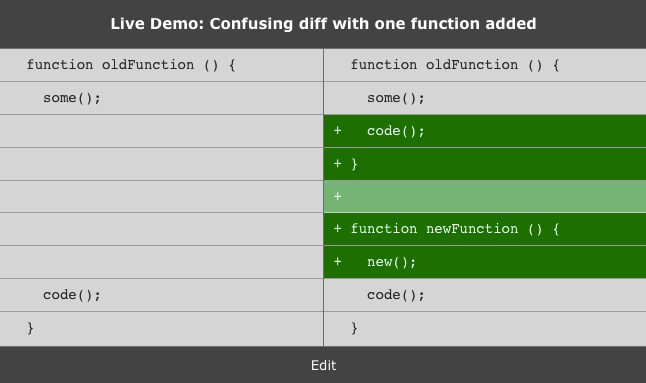 Live Demo: Confusing diff with one function added
function oldFunction () { function oldFunction () {
some(); some();
+ code();
+ }
+
+ function newFunction () {
+ new();
code(); code();
} }
Edit